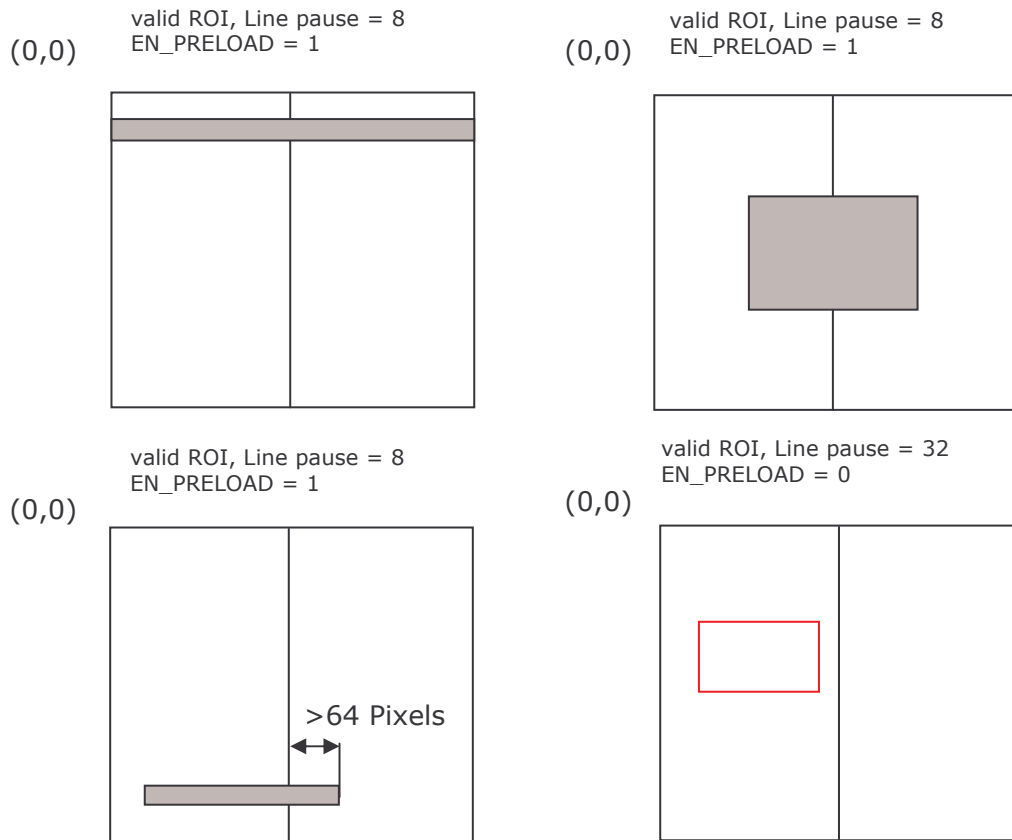 valid ROI, Line pause = 8
EN_PRELOAD = 1
(0,0)
valid ROI, Line pause = 8
EN_PRELOAD = 1
(0,0)
valid ROI, Line pause = 8
EN_PRELOAD = 1
(0,0)
>64 Pixels
valid ROI, Line pause = 32
EN_PRELOAD = 0
(0,0)